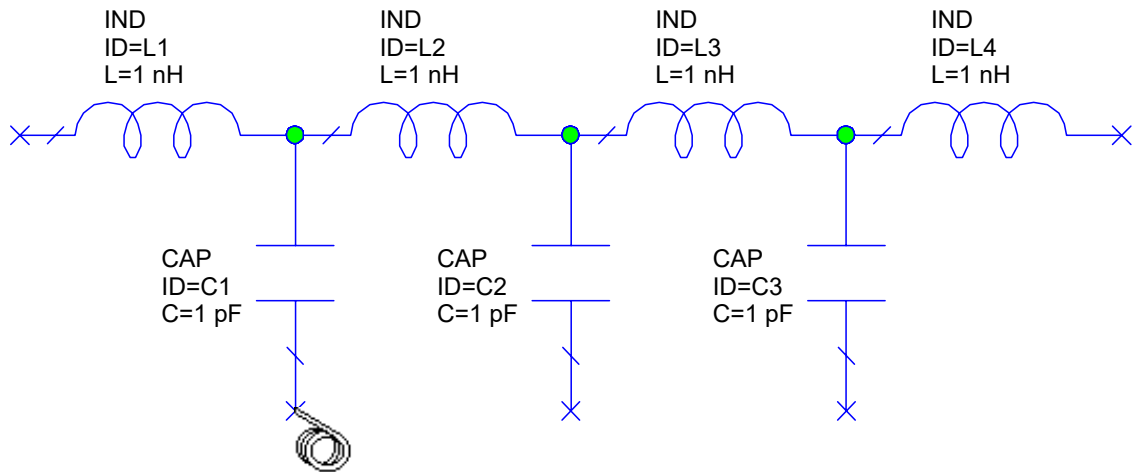 IND
ID=L1
L=1 nH
IND
ID=L2
L=1 nH
IND
ID=L3
L=1 nH
IND
ID=L4
L=1 nH
CAP
ID=C1
C=1 pF
CAP
ID=C2
C=1 pF
CAP
ID=C3
C=1 pF